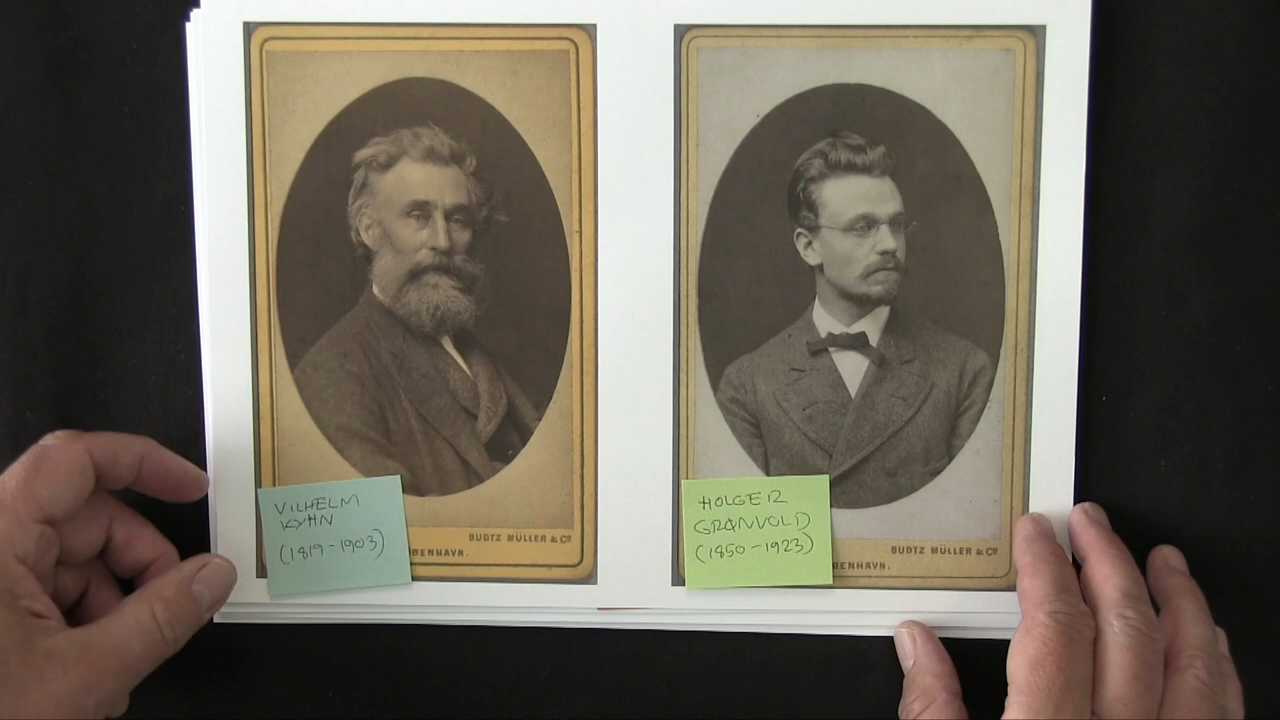 VILHELM
KYHN
(1819-1903)
BUDTZ MÜLLER & Cº
BENHAVN.
HOLGER
GRØNVOLD
(1850-1923)
BUDTZ MÜLLER & Cº
BENHAVN.